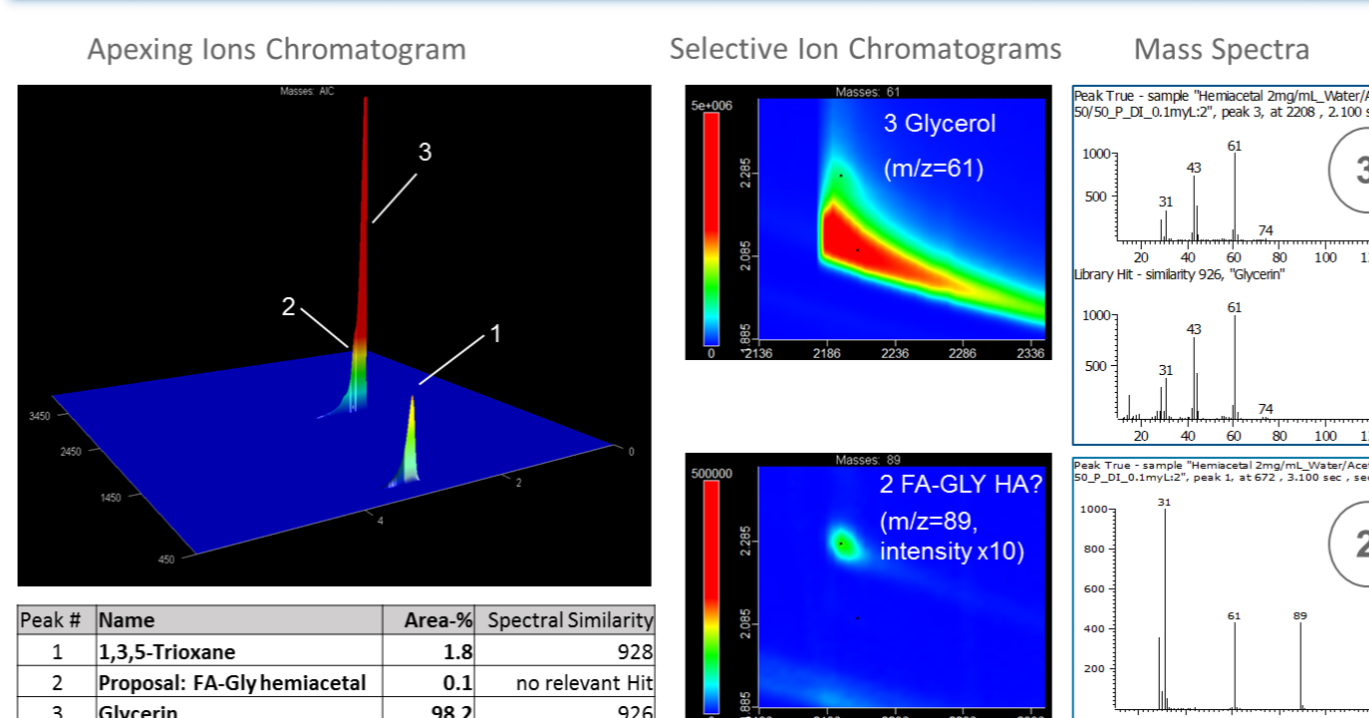 Apexing Ions Chromatogram
Selective Ion Chromatograms
Mass Spectra
Masses: AIC
3
2
1
3450
2450
1450
450
4
2
0
Masses: 61
5e+006
0
3 Glycerol
(m/z=61)
2.285
2.085
1.885
2136 2186 2236 2286 2336
Masses: 89
500000
2 FA-GLY HA?
(m/z=89,
intensity x10)
2.285
2.085
Peak True - sample "Hemiacetal 2mg/mL_Water/A
50/50_P_DI_0.1myL:2", peak 3, at 2208 , 2.100 s
3
1000
500
31 43 61 74
20 40 60 80 100
Library Hit - similarity 926, "Glycerin"
1000
500
31 43 61 74
20 40 60 80 100
Peak True - sample "Hemiacetal 2mg/mL_Water/Acet
50_P_DI_0.1myL:2", peak 1, at 672 , 3.100 sec , sec
2
1000
800
600
400
200
31 61 89
Peak # Name Area-% Spectral Similarity
1 1,3,5-Trioxane 1.8 928
2 Proposal: FA-Gly hemiacetal 0.1 no relevant Hit
3 Glycerin 98.2 926